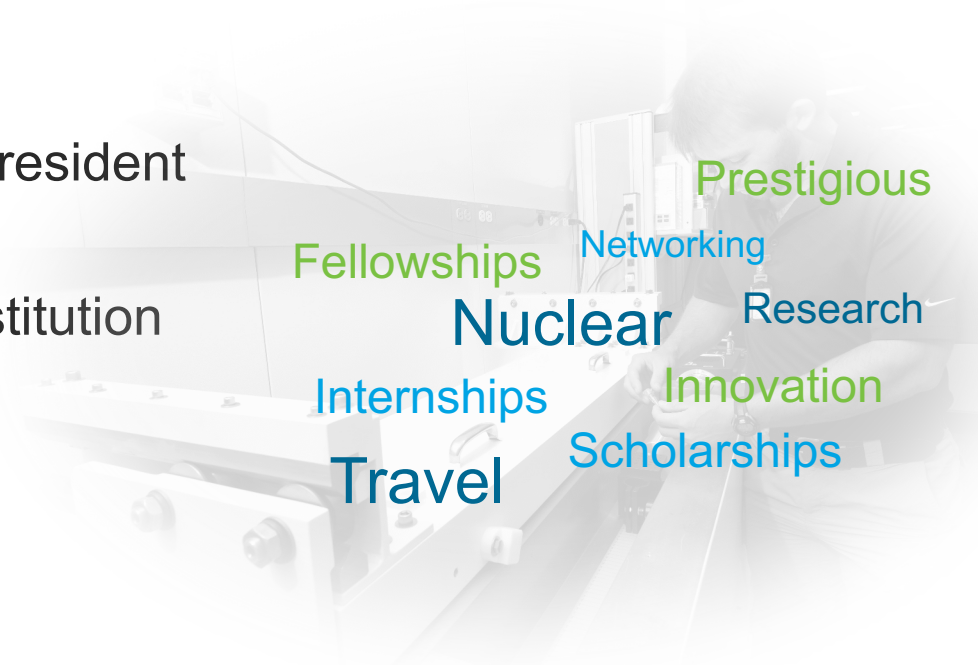 resident
Prestigious
Networking
Fellowships
Research
stitution
Nuclear
Innovation
Internships
Scholarships
Travel